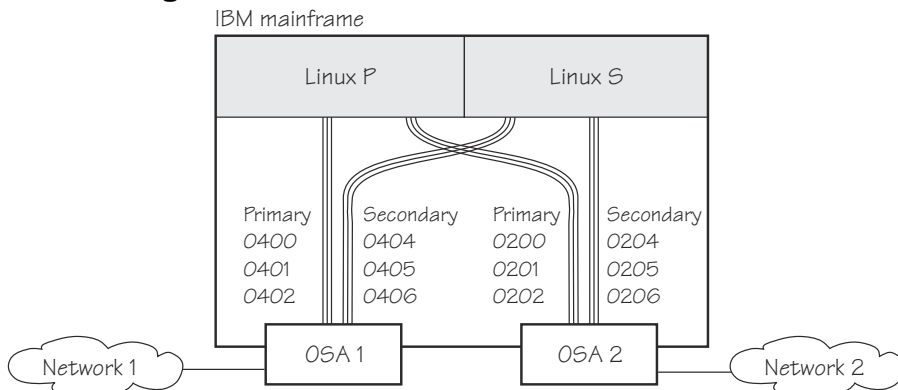 IBM mainframe
Linux P
Linux S
Primary
0400
0401
0402
Secondary
0404
0405
0406
Primary
0200
0201
0202
Secondary
0204
0205
0206
OSA 1
OSA 2
Network 1
Network 2